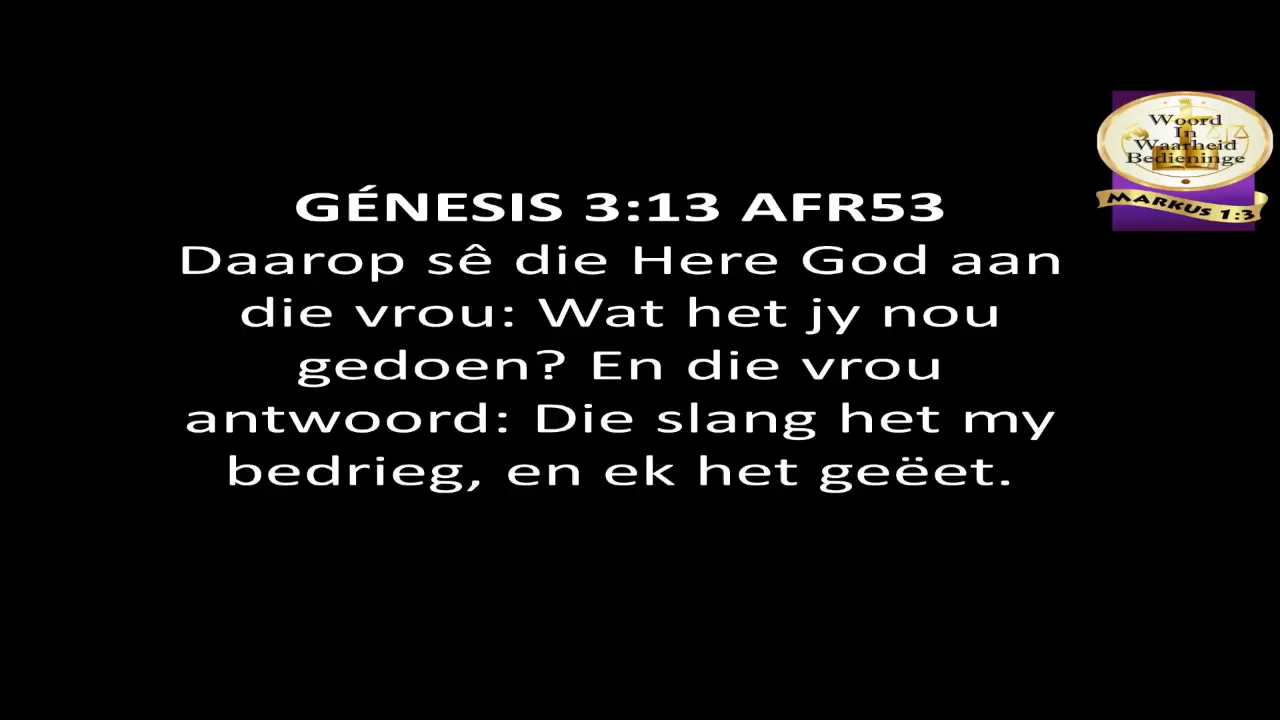 Woord
In
Waarheid
Bedieninge
MARKUS 1:3
GÉNESIS 3:13 AFR53
Daarop sê die Here God aan
die vrou: Wat het jy nou
gedoen? En die vrou
antwoord: Die slang het my
bedrieg, en ek het geëet.